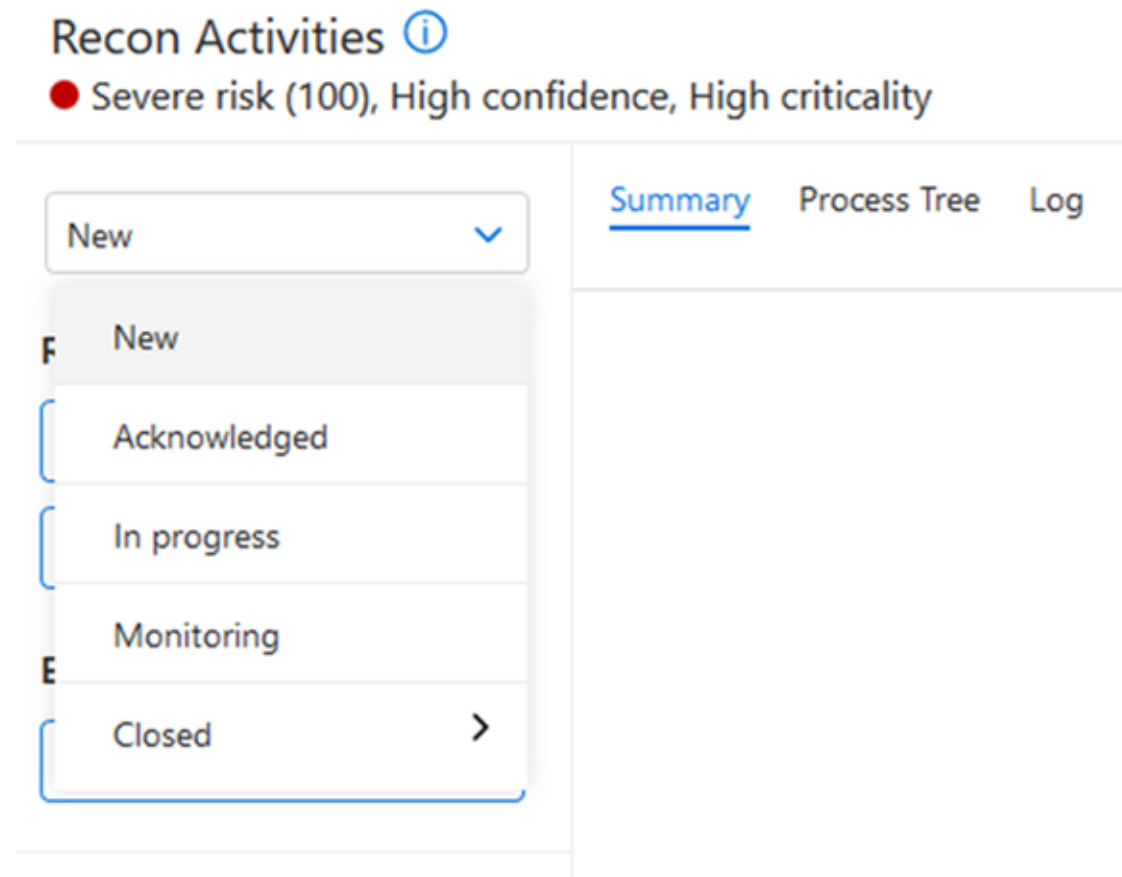 Recon Activities
Severe risk (100), High confidence, High criticality
New
Summary Process Tree Log
New
Acknowledged
In progress
Monitoring
Closed